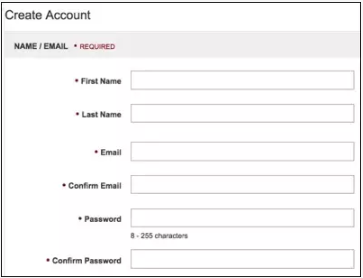 Create Account
NAME / EMAIL • REQUIRED
• First Name
• Last Name
• Email
• Confirm Email
• Password
8 - 255 characters
• Confirm Password